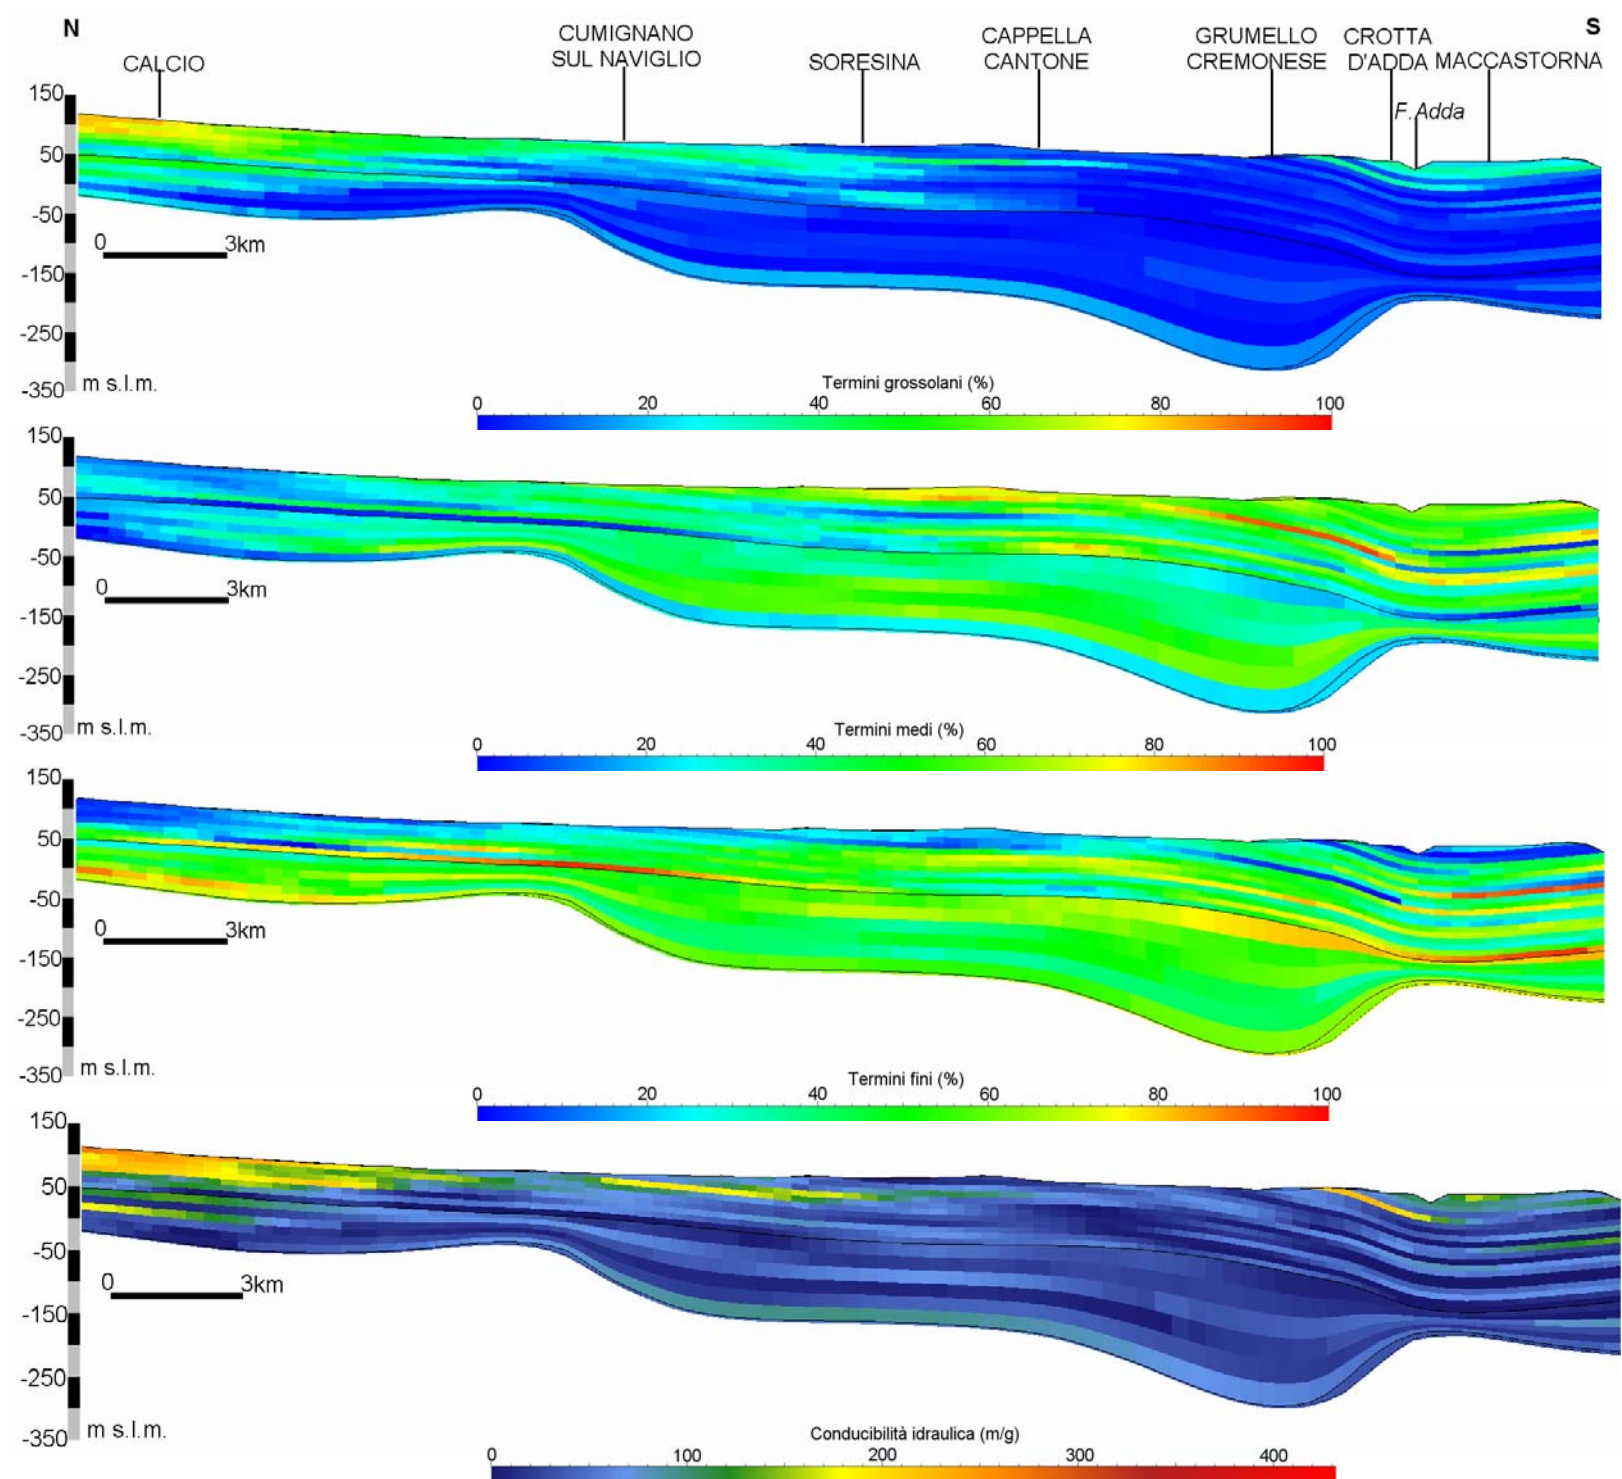 N
S
CALCIO
CUMIGNANO
SUL NAVIGLIO
SORESINA
CAPPELLA
CANTONE
GRUMELLO
CREMONESE
CROTTA
D'ADDA
MACCASTORNA
F. Adda
150
50
-50
-150
-250
-350
0 3km
m s.l.m.
Termini grossolani (%)
0 20 40 60 80 100
150
50
-50
-150
-250
-350
0 3km
m s.l.m.
Termini medi (%)
0 20 40 60 80 100
150
50
-50
-150
-250
-350
0 3km
m s.l.m.
Termini fini (%)
0 20 40 60 80 100
150
50
-50
-150
-250
-350
0 3km
m s.l.m.
Conducibilità idraulica (m/g)
0 100 200 300 400